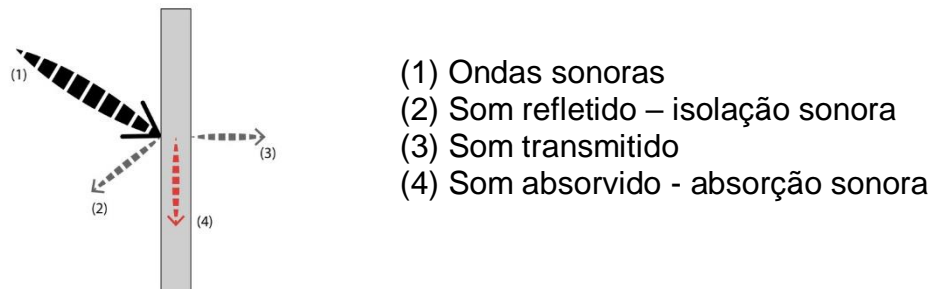 (1)
(2)
(3)
(4)
(1) Ondas sonoras
(2) Som refletido – isolação sonora
(3) Som transmitido
(4) Som absorvido - absorção sonora